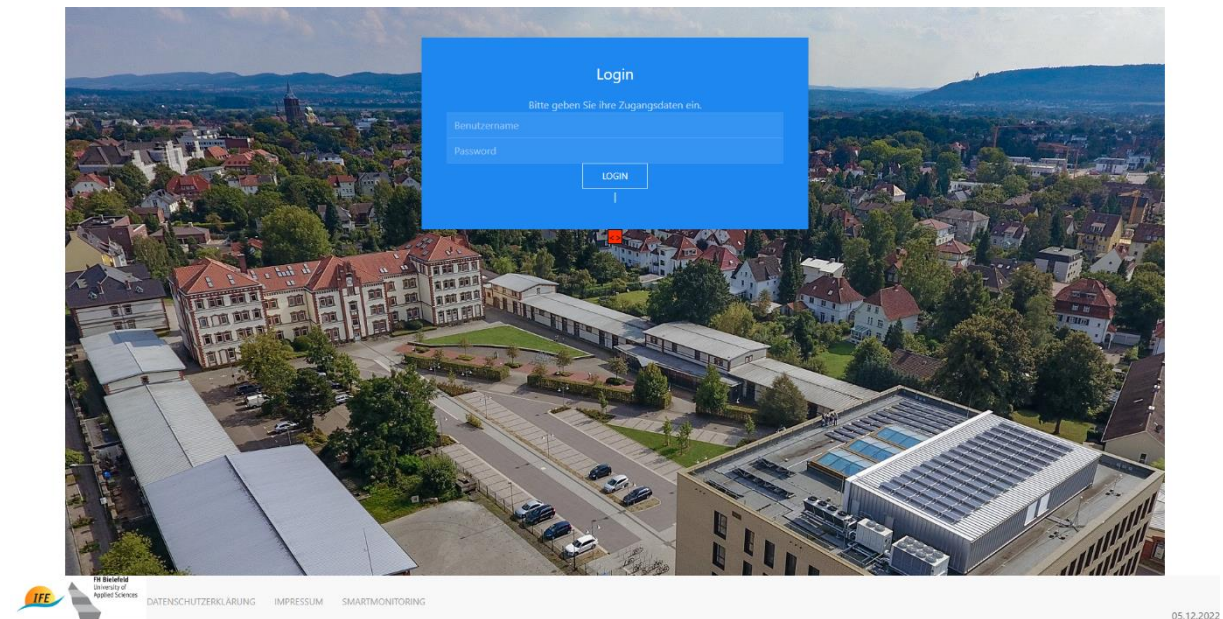 Login
Bitte geben Sie ihre Zugangsdaten ein.
Benutzername
Password
LOGIN
IFE
FH Bielefeld
University of
Applied Sciences
DATENSCHUTZERKLÄRUNG IMPRESSUM SMARTMONITORING
05.12.2022